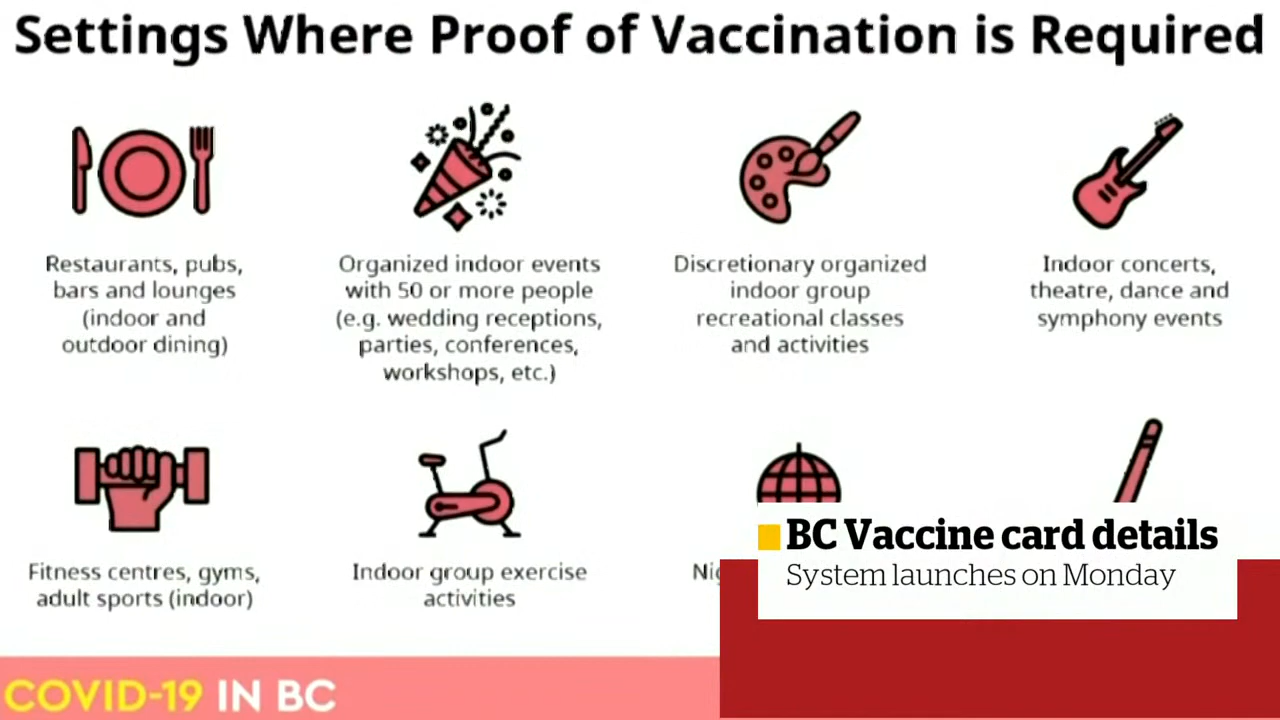 Settings Where Proof of Vaccination is Required
Restaurants, pubs,
bars and lounges
(indoor and
outdoor dining)
Organized indoor events
with 50 or more people
(e.g. wedding receptions,
parties, conferences,
workshops, etc.)
Discretionary organized
indoor group
recreational classes
and activities
Indoor concerts,
theatre, dance and
symphony events
Fitness centres, gyms,
adult sports (indoor)
Indoor group exercise
activities
BC Vaccine card details
System launches on Monday
COVID-19 IN BC